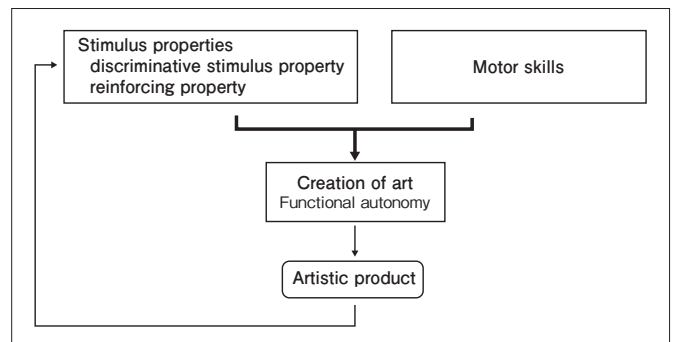 Stimulus properties
discriminative stimulus property
reinforcing property
Motor skills
Creation of art
Functional autonomy
Artistic product